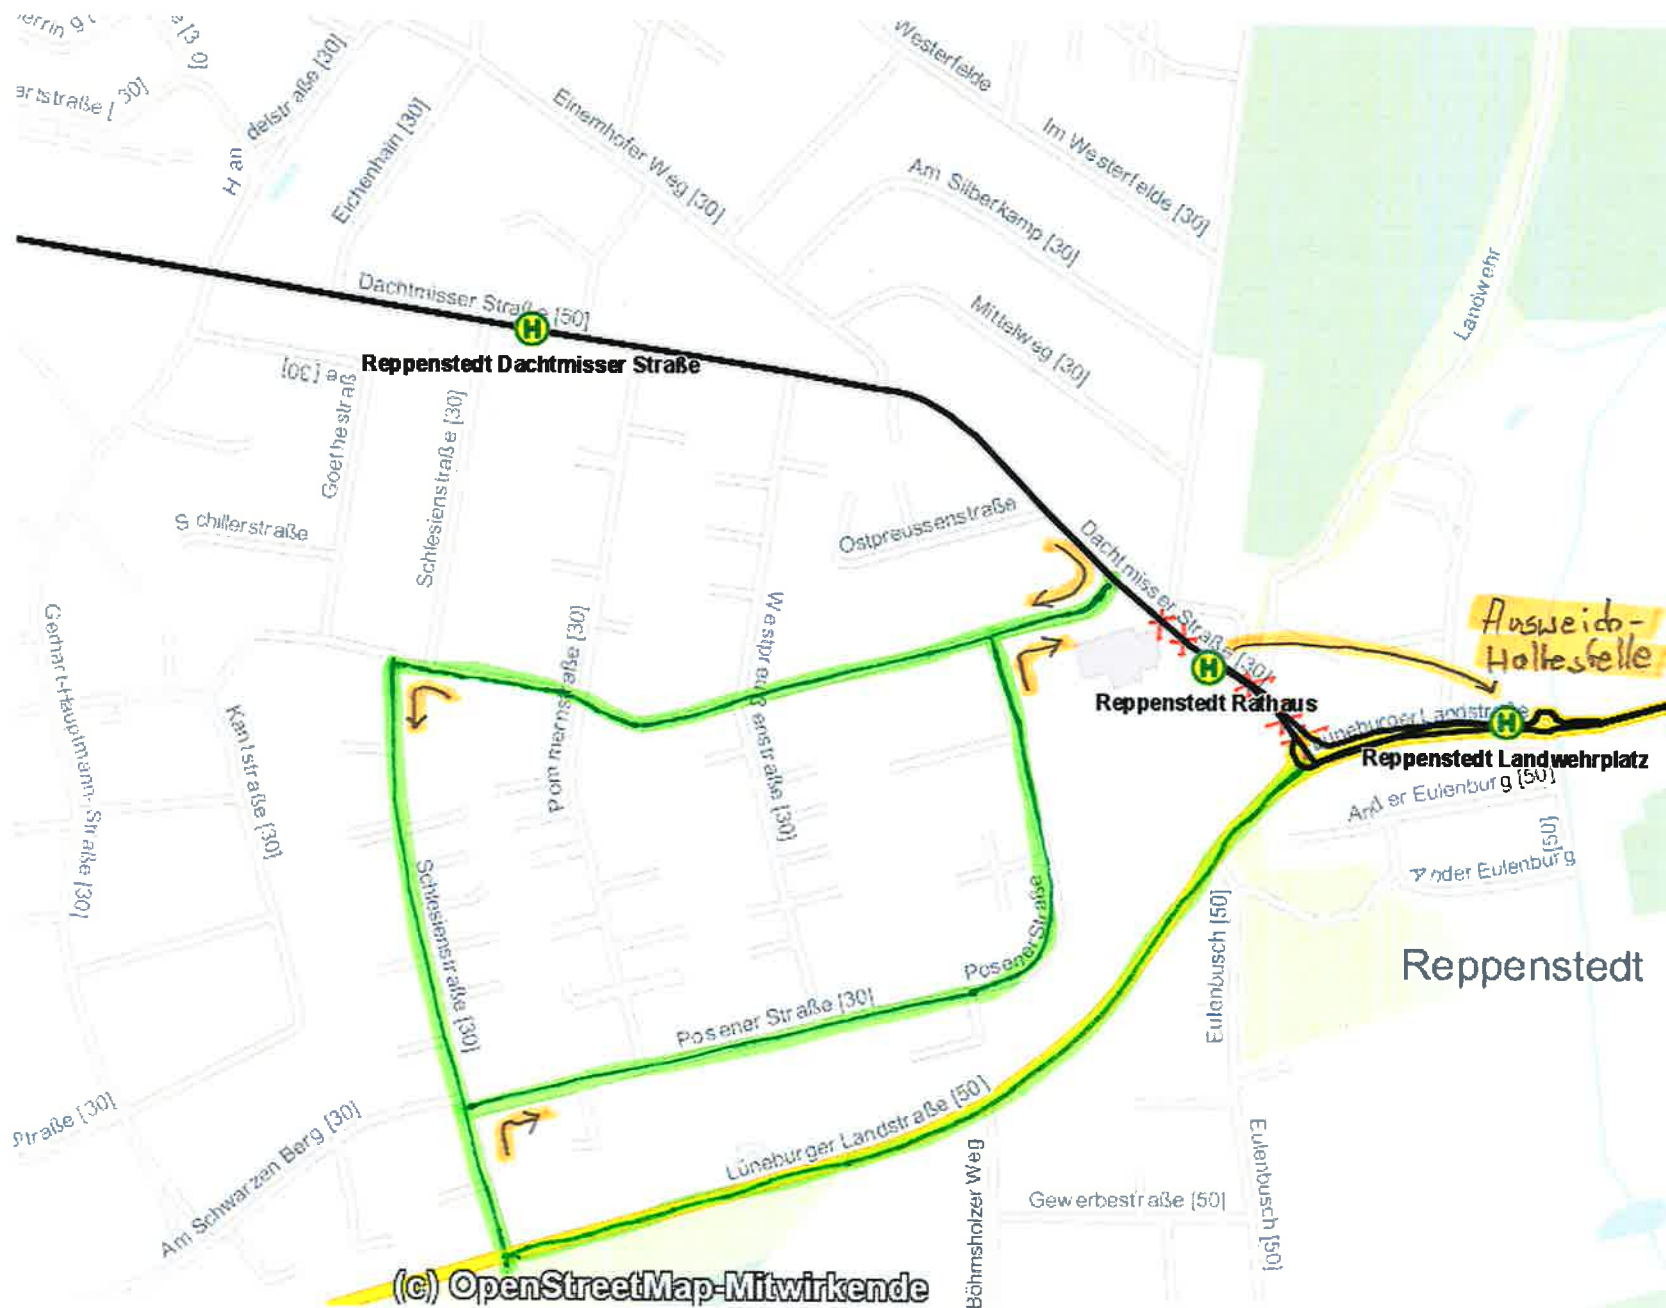 Handelstraße [30]
Eichenhain [30]
Einemhofer Weg [30]
Westerfelde
Im Westerfelde [30]
Am Silberkamp [30]
Mittelweg [30]
Landwehr
Dachtmisser Straße [50]
H
Reppenstedt Dachtmisser Straße
Goethestraße [30]
Schlesienstraße [30]
Schillerstraße
Ostpreussenstraße
Dachtmisser Straße [30]
Ausweich-
Haltestelle
H
Reppenstedt Rathaus
Lüneburger Landstraße
H
Reppenstedt Landwehrplatz
An der Eulenburg [50]
An der Eulenburg
[50]
Gerhart-Hauptmann-Straße [30]
Kantstraße [30]
Pommernstraße [30]
Westpreußenstraße [30]
Schlesienstraße [30]
Posener Straße
Posener Straße [30]
Eulenbusch [50]
Reppenstedt
Straße [30]
Am Schwarzen Berg [30]
Lüneburger Landstraße [50]
Böhmsholzer Weg
Gewerbestraße [50]
Eulenbusch [50]
(c) OpenStreetMap-Mitwirkende